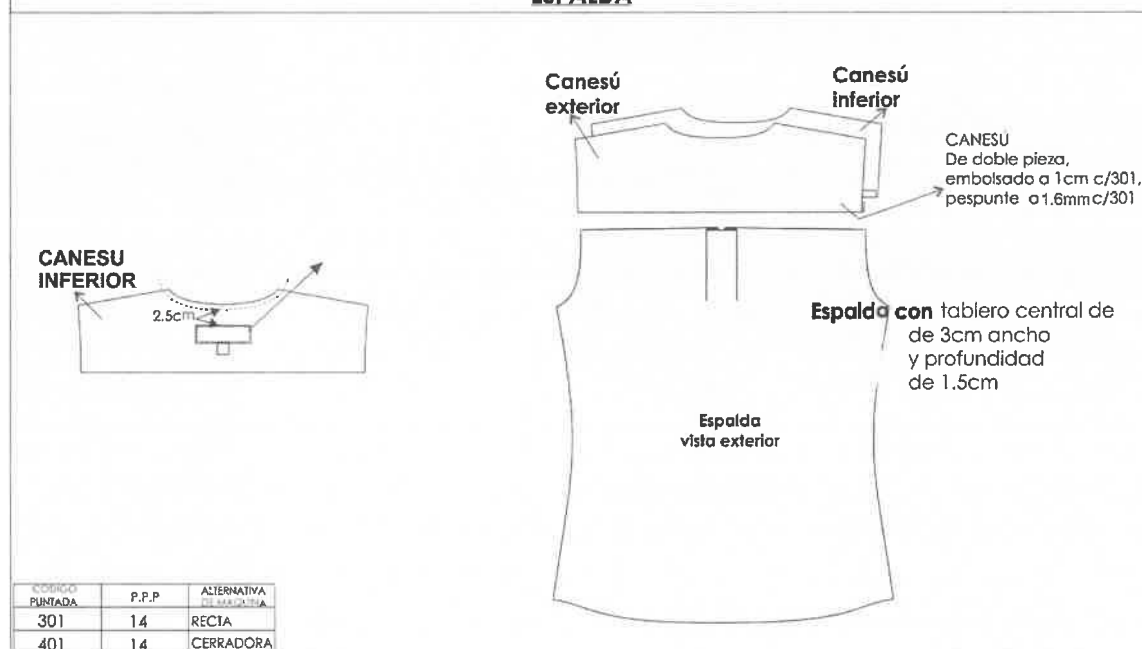 ESPALDA
Canesú
exterior
Canesú
inferior
CANESU
De doble pieza,
embolsado a 1cm c/301,
pespunte a 1.6mm c/301
CANESU
INFERIOR
2.5cm
Espalda con tablero central de
de 3cm ancho
y profundidad
de 1.5cm
Espalda
vista exterior
CODIGO PUNTADA P.P.P ALTERNATIVA DE MAQUINA
301 14 RECTA
401 14 CERRADORA